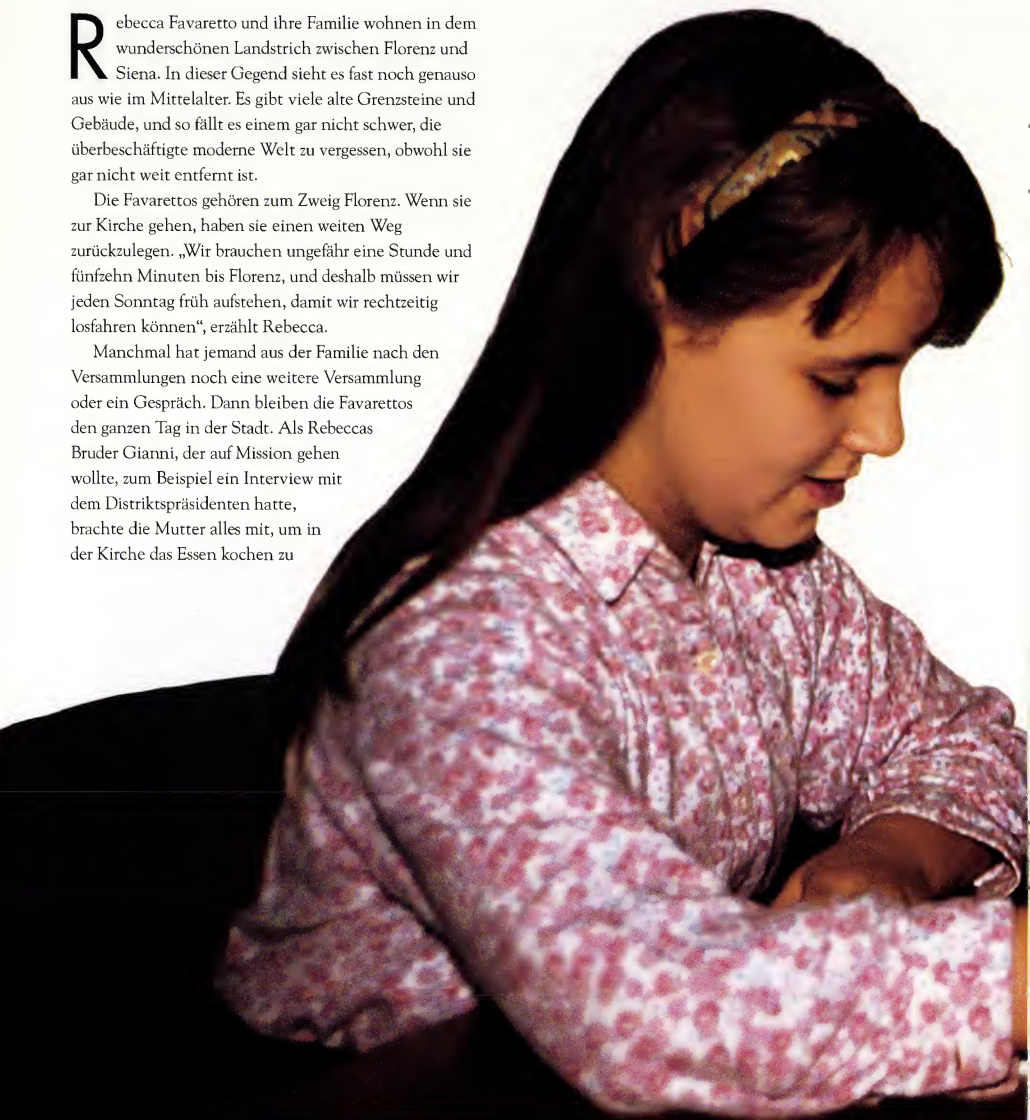 Rebecca Favaretto und ihre Familie wohnen in dem
wunderschönen Landstrich zwischen Florenz und
Siena. In dieser Gegend sieht es fast noch genauso
aus wie im Mittelalter. Es gibt viele alte Grenzsteine und
Gebäude, und so fällt es einem gar nicht schwer, die
überbeschäftigte moderne Welt zu vergessen, obwohl sie
gar nicht weit entfernt ist.
Die Favarettos gehören zum Zweig Florenz. Wenn sie
zur Kirche gehen, haben sie einen weiten Weg
zurückzulegen. „Wir brauchen ungefähr eine Stunde und
fünfzehn Minuten bis Florenz, und deshalb müssen wir
jeden Sonntag früh aufstehen, damit wir rechtzeitig
losfahren können“, erzählt Rebecca.
Manchmal hat jemand aus der Familie nach den
Versammlungen noch eine weitere Versammlung
oder ein Gespräch. Dann bleiben die Favarettos
den ganzen Tag in der Stadt. Als Rebeccas
Bruder Gianni, der auf Mission gehen
wollte, zum Beispiel ein Interview mit
dem Distriktspräsidenten hatte,
brachte die Mutter alles mit, um in
der Kirche das Essen kochen zu